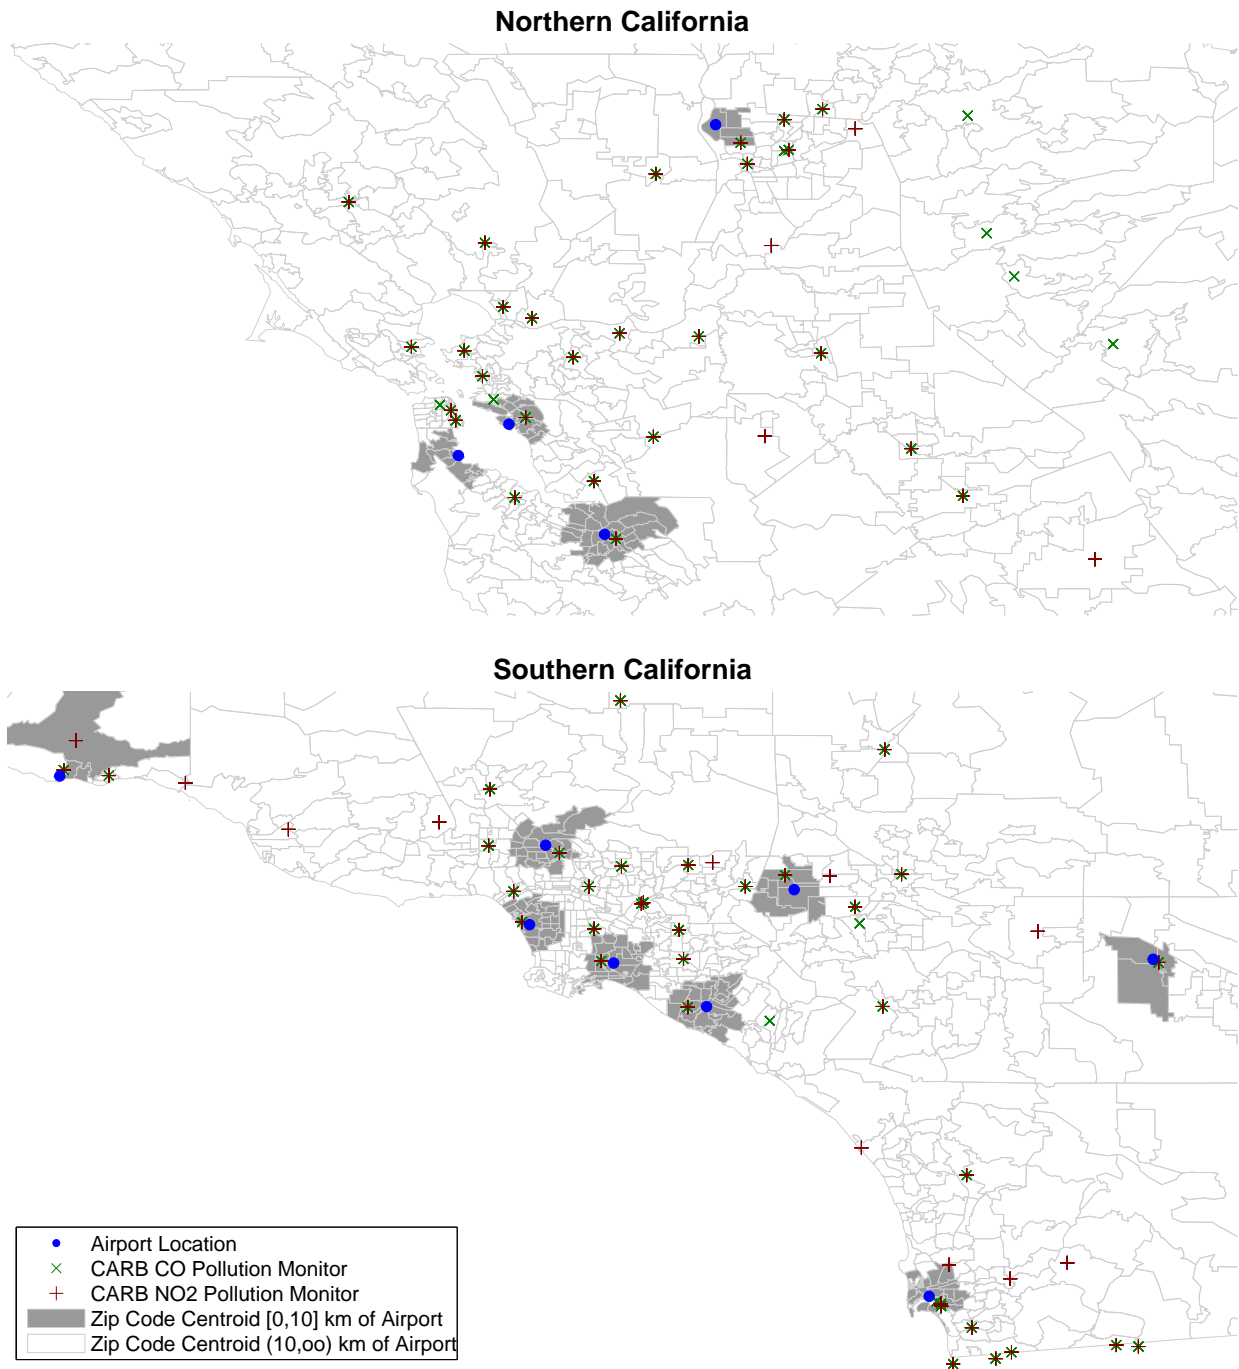 Northern California
Southern California
Airport Location
CARB CO Pollution Monitor
CARB NO2 Pollution Monitor
Zip Code Centroid [0,10] km of Airport
Zip Code Centroid (10,oo) km of Airport